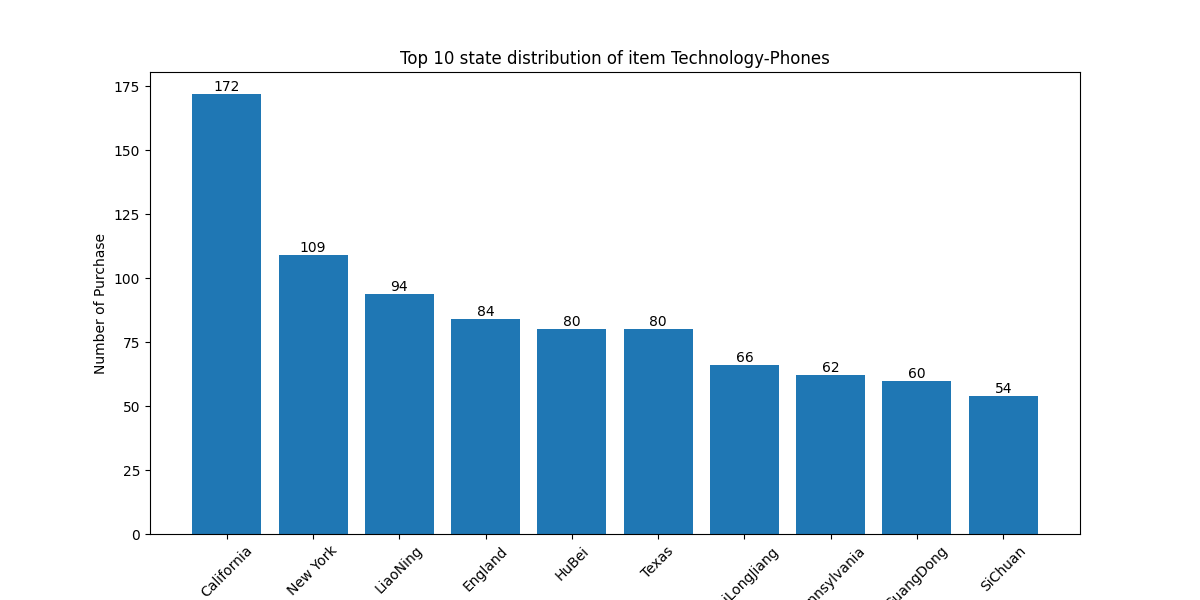 Top 10 state distribution of item Technology-Phones
Number of Purchase
175
150
125
100
75
50
25
0
172
109
94
84
80
80
66
62
60
54
California
New York
LiaoNing
England
HuBei
Texas
iLongJiang
nnsylvania
GuangDong
SiChuan